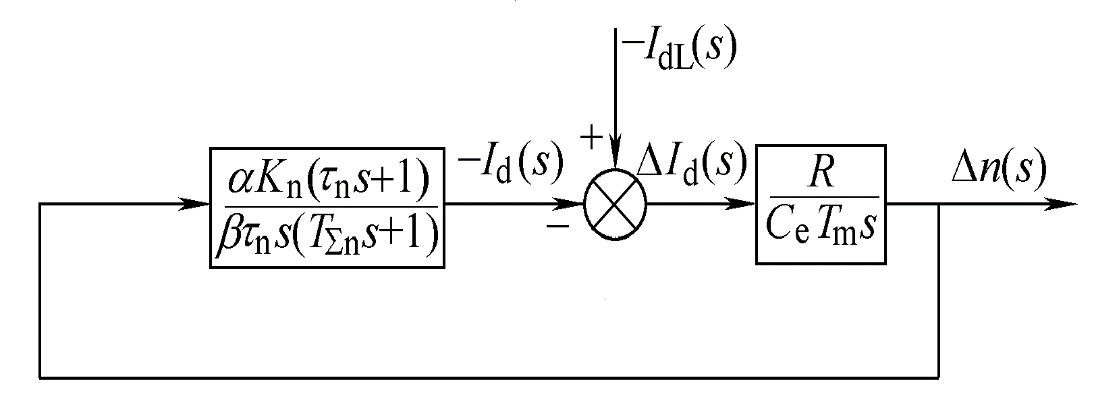 −I_dL(s)
+
−I_d(s)
ΔI_d(s)
Δn(s)
αK_n(τ_n s+1)
βτ_n s(T_Σn s+1)
−
R
C_e T_m s